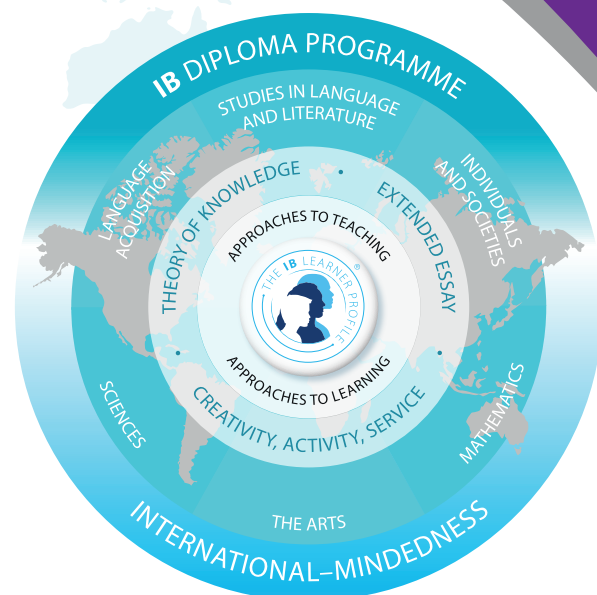 IB DIPLOMA PROGRAMME
STUDIES IN LANGUAGE
AND LITERATURE
LANGUAGE
ACQUISITION
INDIVIDUALS
AND SOCIETIES
THEORY OF KNOWLEDGE
EXTENDED ESSAY
APPROACHES TO TEACHING
THE IB LEARNER PROFILE
®
APPROACHES TO LEARNING
CREATIVITY, ACTIVITY, SERVICE
SCIENCES
MATHEMATICS
THE ARTS
INTERNATIONAL–MINDEDNESS